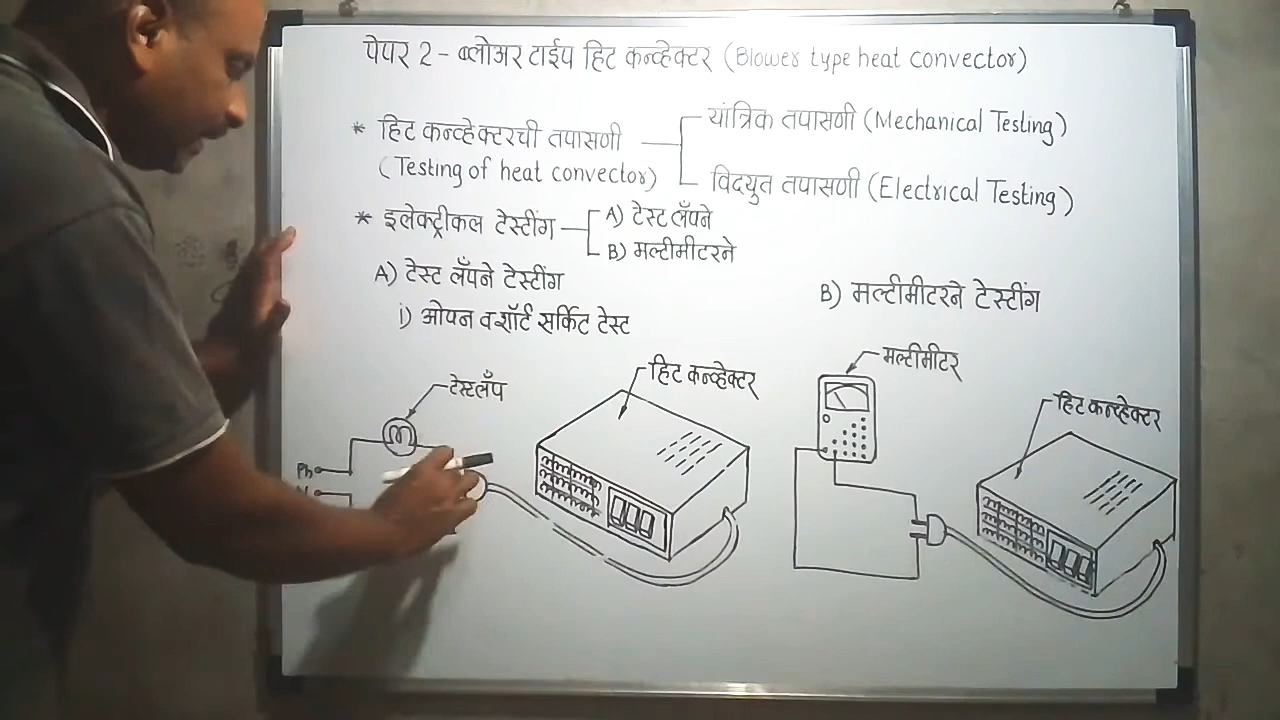 पेपर 2 - ब्लोअर टाईप हिट कन्व्हेक्टर (Blower type heat convector)
* हिट कन्व्हेक्टरची तपासणी
(Testing of heat convector)
यांत्रिक तपासणी (Mechanical Testing)
विदयुत तपासणी (Electrical Testing)
* इलेक्ट्रीकल टेस्टींग
A) टेस्ट लँपने
B) मल्टीमीटरने
A) टेस्ट लँपने टेस्टींग
i) ओपन व शॉर्ट सर्किट टेस्ट
B) मल्टीमीटरने टेस्टींग
टेस्टलँप
हिट कन्व्हेक्टर
Ph
मल्टीमीटर
हिट कन्व्हेक्टर